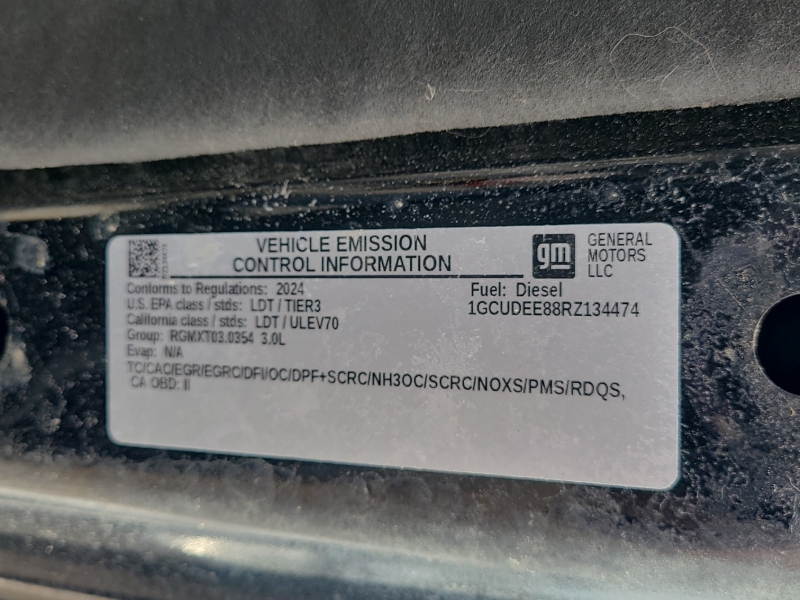 VEHICLE EMISSION
CONTROL INFORMATION
gm
GENERAL
MOTORS
LLC
Conforms to Regulations: 2024
U.S. EPA class / stds: LDT / TIER3
California class / stds: LDT / ULEV70
Group: RGMXT03.0354 3.0L
Evap: N/A
Fuel: Diesel
1GCUDEE88RZ134474
TC/CAC/EGR/EGRC/DFI/OC/DPF+SCRC/NH3OC/SCRC/NOXS/PMS/RDQS,
CA OBD: II